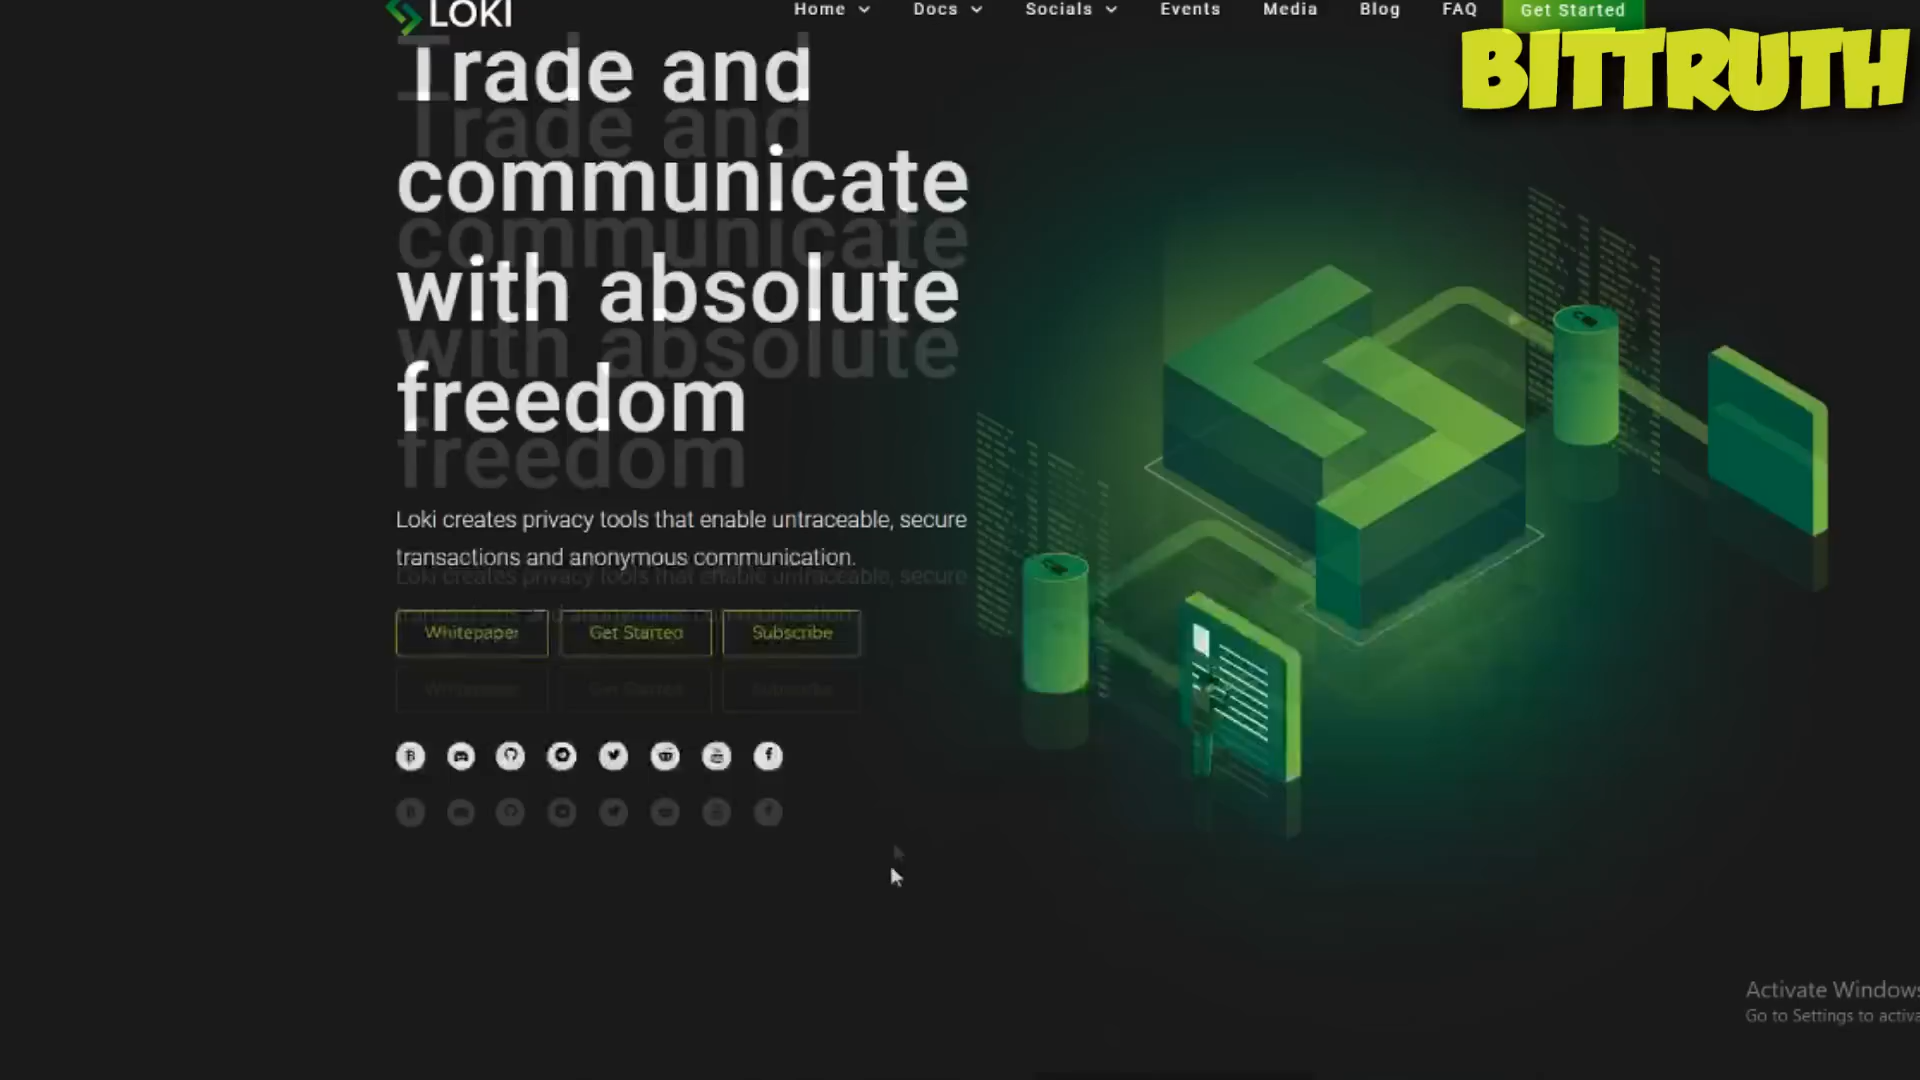 LOKI
Home Docs Socials Events Media Blog FAQ Get Started
BITTRUTH
Trade and
communicate
with absolute
freedom
Loki creates privacy tools that enable untraceable, secure
transactions and anonymous communication.
Whitepaper Get Started Subscribe
Activate Windows
Go to Settings to activa